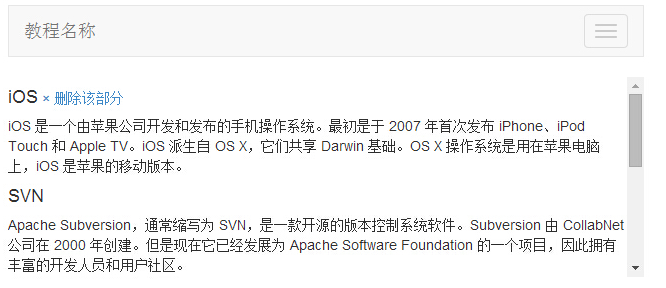 教程名称
iOS × 删除该部分
iOS 是一个由苹果公司开发和发布的手机操作系统。最初是于 2007 年首次发布 iPhone、iPod
Touch 和 Apple TV。iOS 派生自 OS X，它们共享 Darwin 基础。OS X 操作系统是用在苹果电脑
上，iOS 是苹果的移动版本。
SVN
Apache Subversion，通常缩写为 SVN，是一款开源的版本控制系统软件。Subversion 由 CollabNet
公司在 2000 年创建。但是现在它已经发展为 Apache Software Foundation 的一个项目，因此拥有
丰富的开发人员和用户社区。